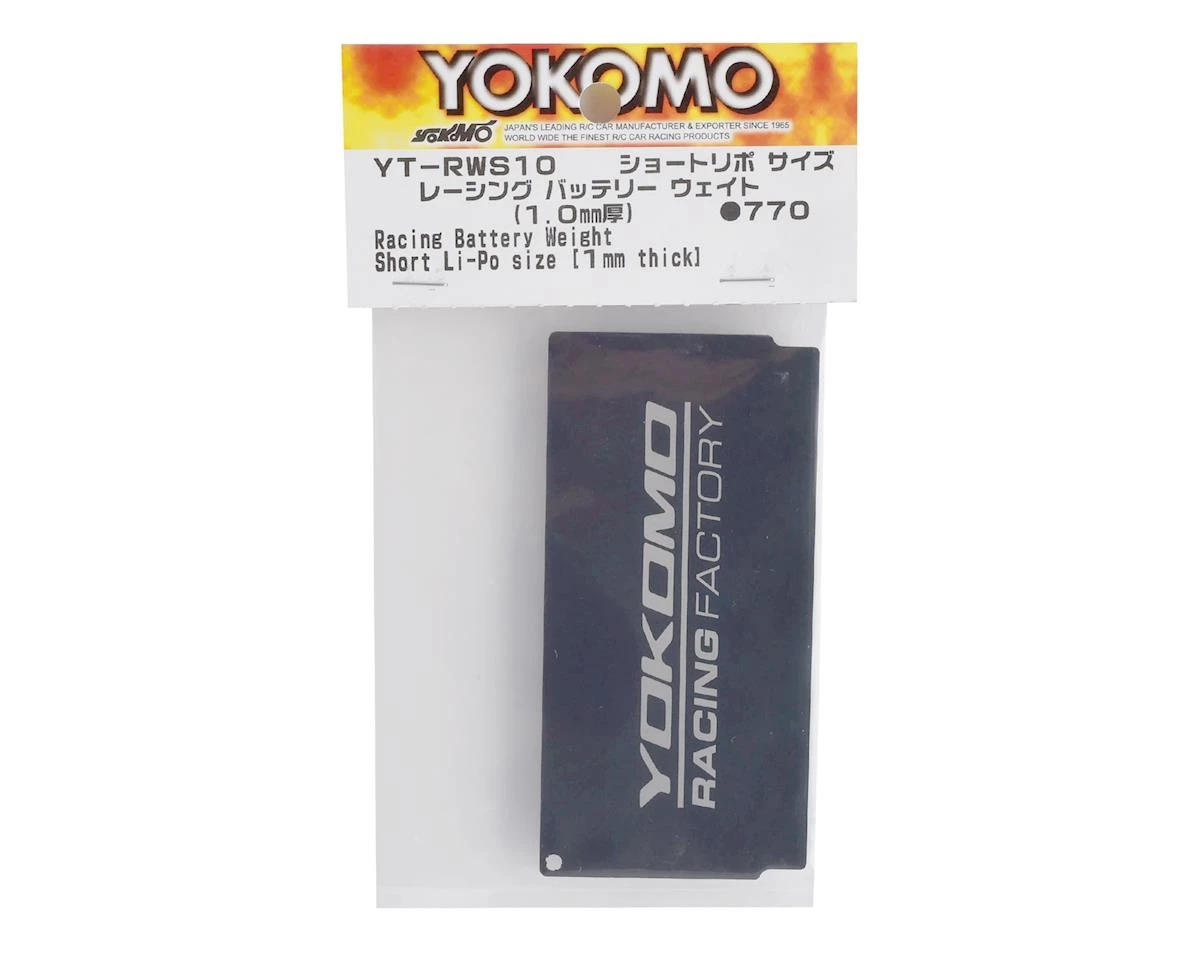 YOKOMO
YOKOMO JAPAN'S LEADING R/C CAR MANUFACTURER & EXPORTER SINCE 1965
WORLD WIDE THE FINEST R/C CAR RACING PRODUCTS
YT-RWS10 ショートリポ サイズ
レーシング バッテリー ウェイト
(1.0mm厚) ●770
Racing Battery Weight
Short Li-Po size [1mm thick]
YOKOMO
RACING FACTORY